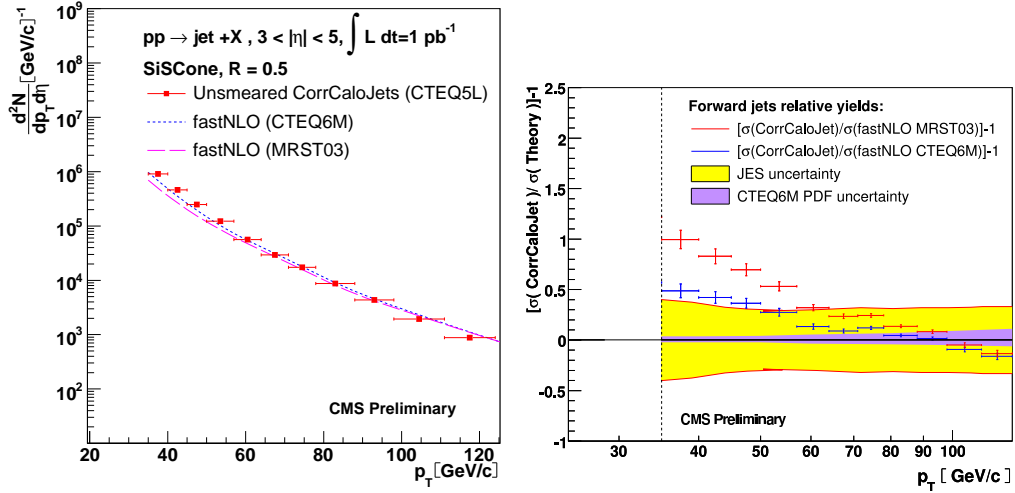 pp → jet +X , 3 < |η| < 5, ∫ L dt=1 pb⁻¹
SiSCone, R = 0.5
Unsmeared CorrCaloJets (CTEQ5L)
fastNLO (CTEQ6M)
fastNLO (MRST03)
d²N/dp_T dη [GeV/c]⁻¹
10⁹
10⁸
10⁷
10⁶
10⁵
10⁴
10³
10²
10
CMS Preliminary
20 40 60 80 100 120
p_T [GeV/c]
[σ(CorrCaloJet)/σ(Theory)]-1
2.5
2
1.5
1
0.5
0
-0.5
-1
Forward jets relative yields:
[σ(CorrCaloJet)/σ(fastNLO MRST03)]-1
[σ(CorrCaloJet)/σ(fastNLO CTEQ6M)]-1
JES uncertainty
CTEQ6M PDF uncertainty
CMS Preliminary
30 40 50 60 70 80 100
p_T [GeV/c]